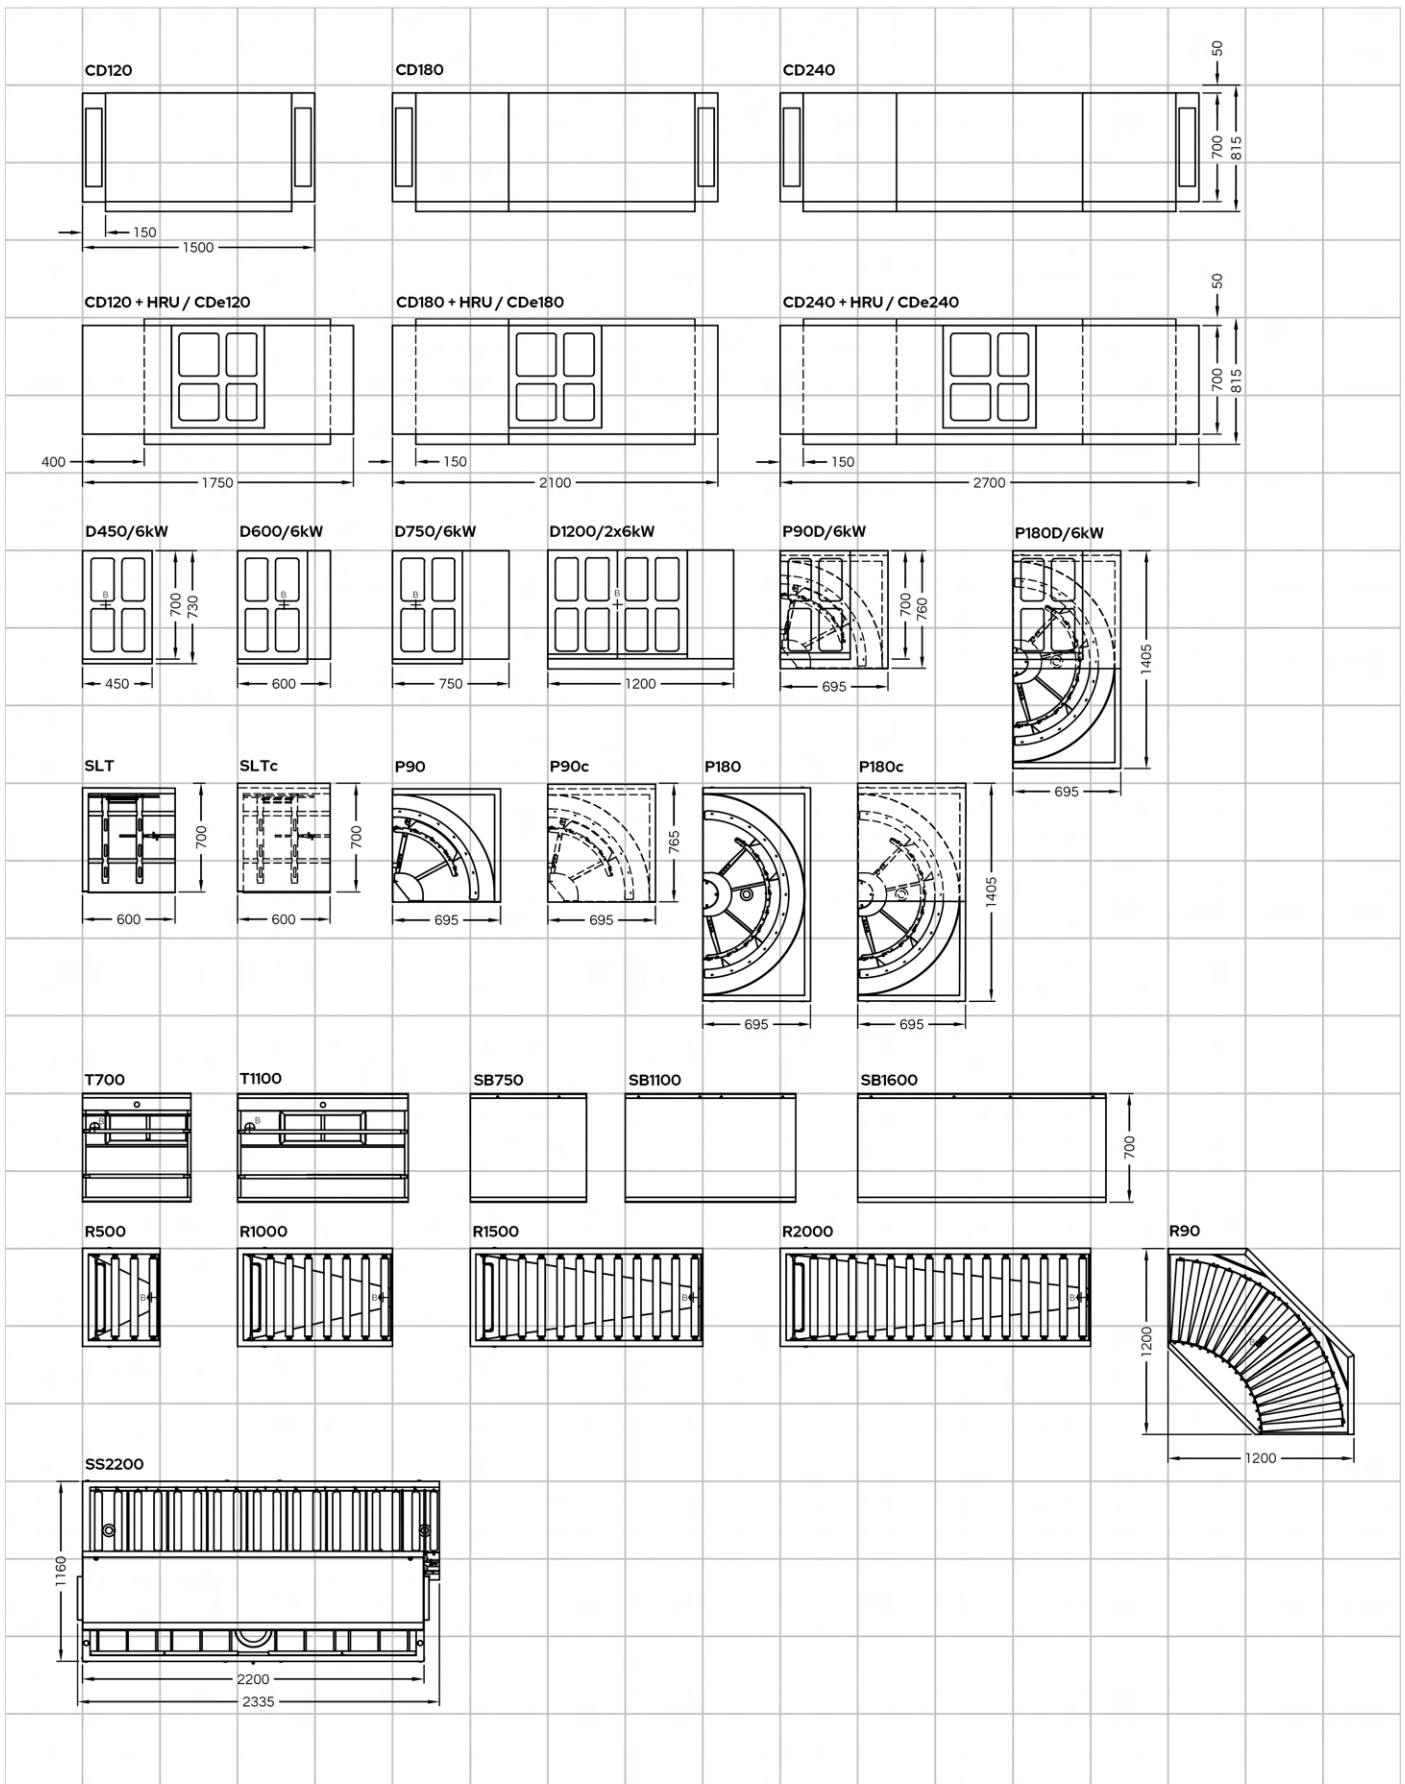 CD120
CD180
CD240
50
700
815
150
1500
CD120 + HRU / CDe120
CD180 + HRU / CDe180
CD240 + HRU / CDe240
50
700
815
400
150
150
1750
2100
2700
D450/6kW
D600/6kW
D750/6kW
D1200/2x6kW
P90D/6kW
P180D/6kW
B
B
B
B
700
730
700
760
1405
450
600
750
1200
695
695
SLT
SLTc
P90
P90c
P180
P180c
700
700
765
1405
600
600
695
695
695
695
T700
T1100
SB750
SB1100
SB1600
B
B
700
R500
R1000
R1500
R2000
R90
B
B
B
B
B
1200
1200
SS2200
1160
2200
2335